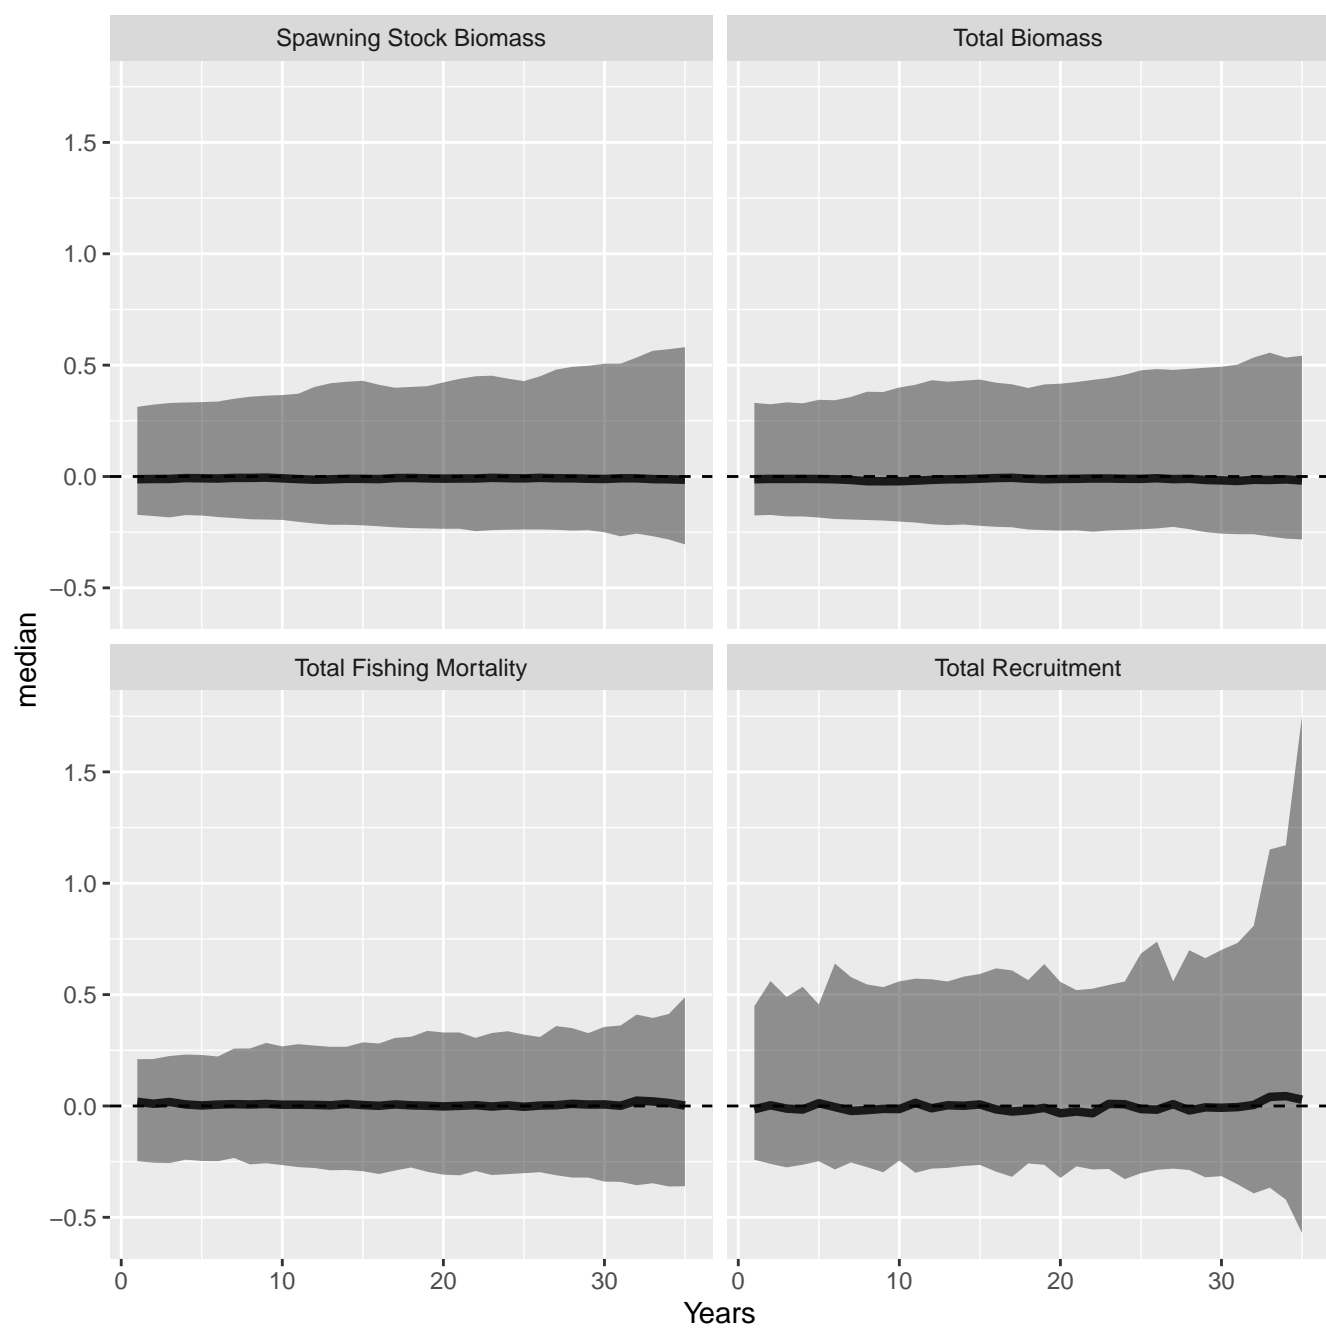 Spawning Stock Biomass
Total Biomass
1.5
1.0
0.5
0.0
−0.5
Total Fishing Mortality
Total Recruitment
1.5
1.0
0.5
0.0
−0.5
0 10 20 30
0 10 20 30
Years
median